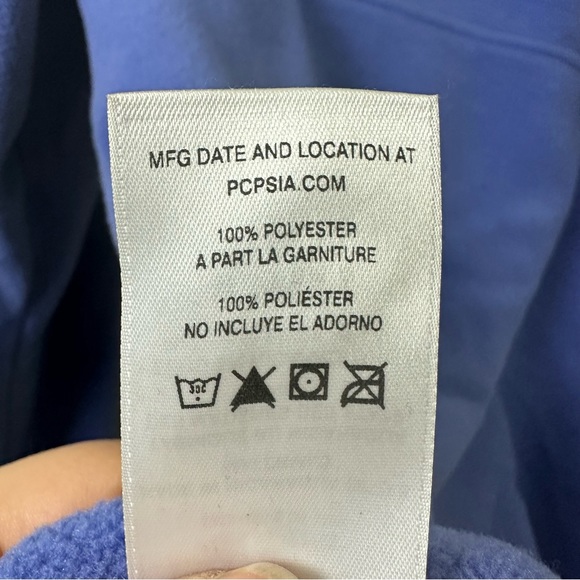 MFG DATE AND LOCATION AT
PCPSIA.COM
100% POLYESTER
A PART LA GARNITURE
100% POLIÉSTER
NO INCLUYE EL ADORNO